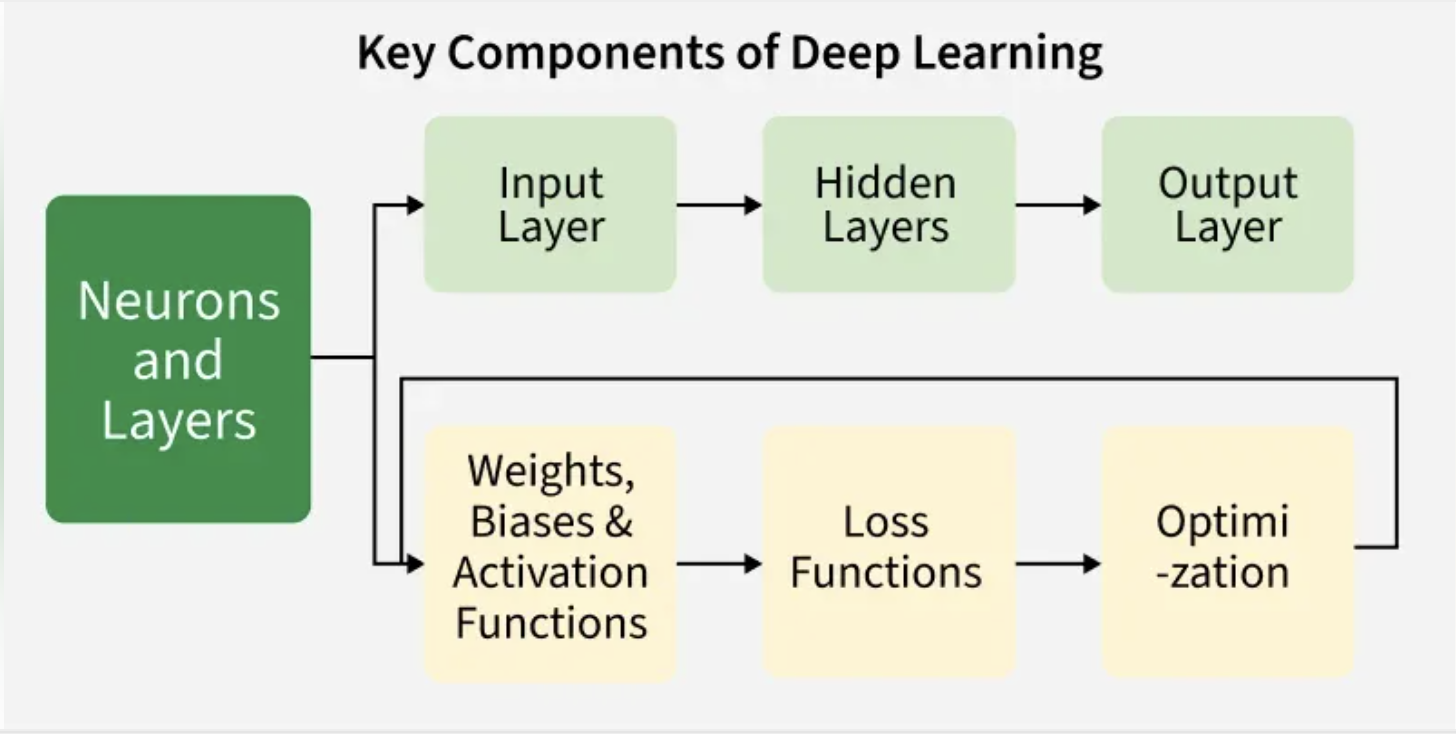 Key Components of Deep Learning
Neurons
and
Layers
Input
Layer
Hidden
Layers
Output
Layer
Weights,
Biases &
Activation
Functions
Loss
Functions
Optimi
-zation